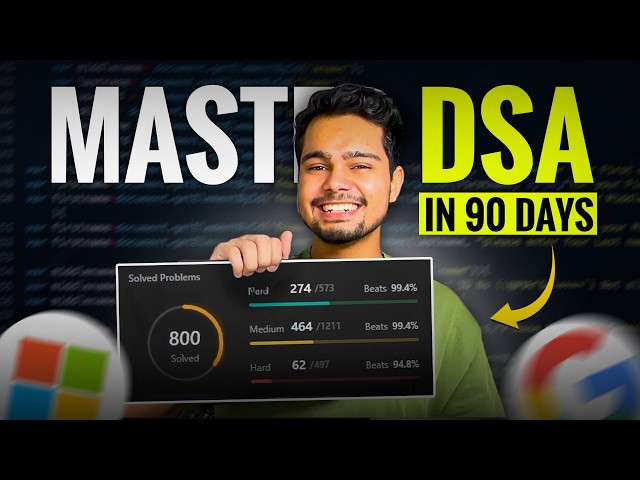 MAST DSA
IN 90 DAYS
Solved Problems
800
Solved
274 /573 Beats 99.4%
Medium 464 /1211 Beats 99.4%
Hard 62 /497 Beats 94.8%
G